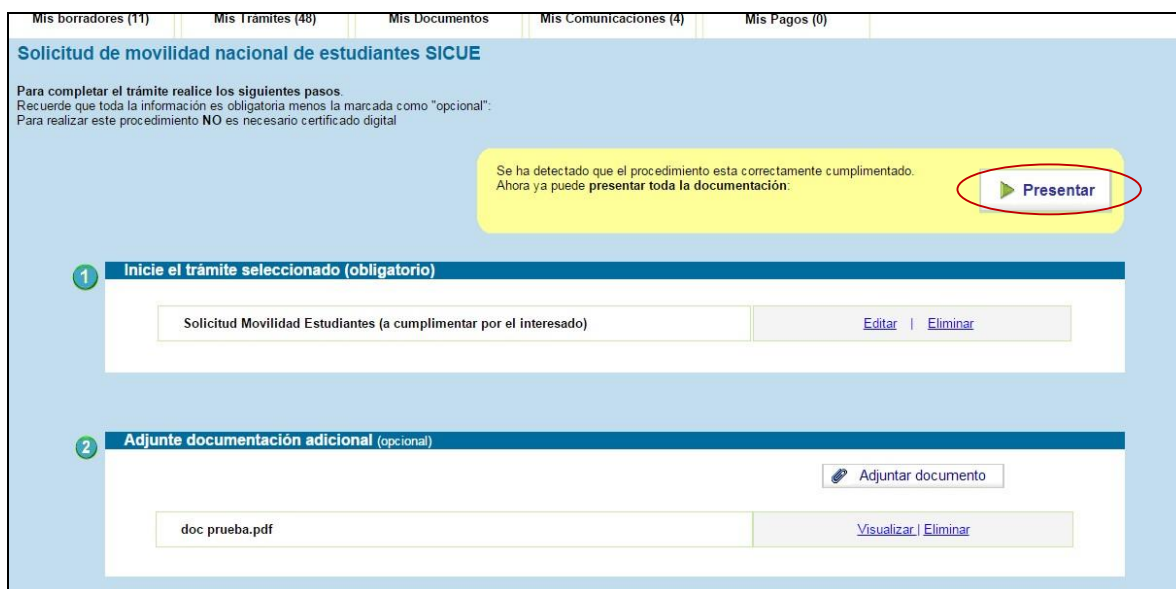 Mis borradores (11) Mis Trámites (48) Mis Documentos Mis Comunicaciones (4) Mis Pagos (0)
Solicitud de movilidad nacional de estudiantes SICUE
Para completar el trámite realice los siguientes pasos.
Recuerde que toda la información es obligatoria menos la marcada como "opcional":
Para realizar este procedimiento NO es necesario certificado digital
Se ha detectado que el procedimiento esta correctamente cumplimentado.
Ahora ya puede presentar toda la documentación:
Presentar
1 Inicie el trámite seleccionado (obligatorio)
Solicitud Movilidad Estudiantes (a cumplimentar por el interesado) Editar | Eliminar
2 Adjunte documentación adicional (opcional)
Adjuntar documento
doc prueba.pdf Visualizar | Eliminar